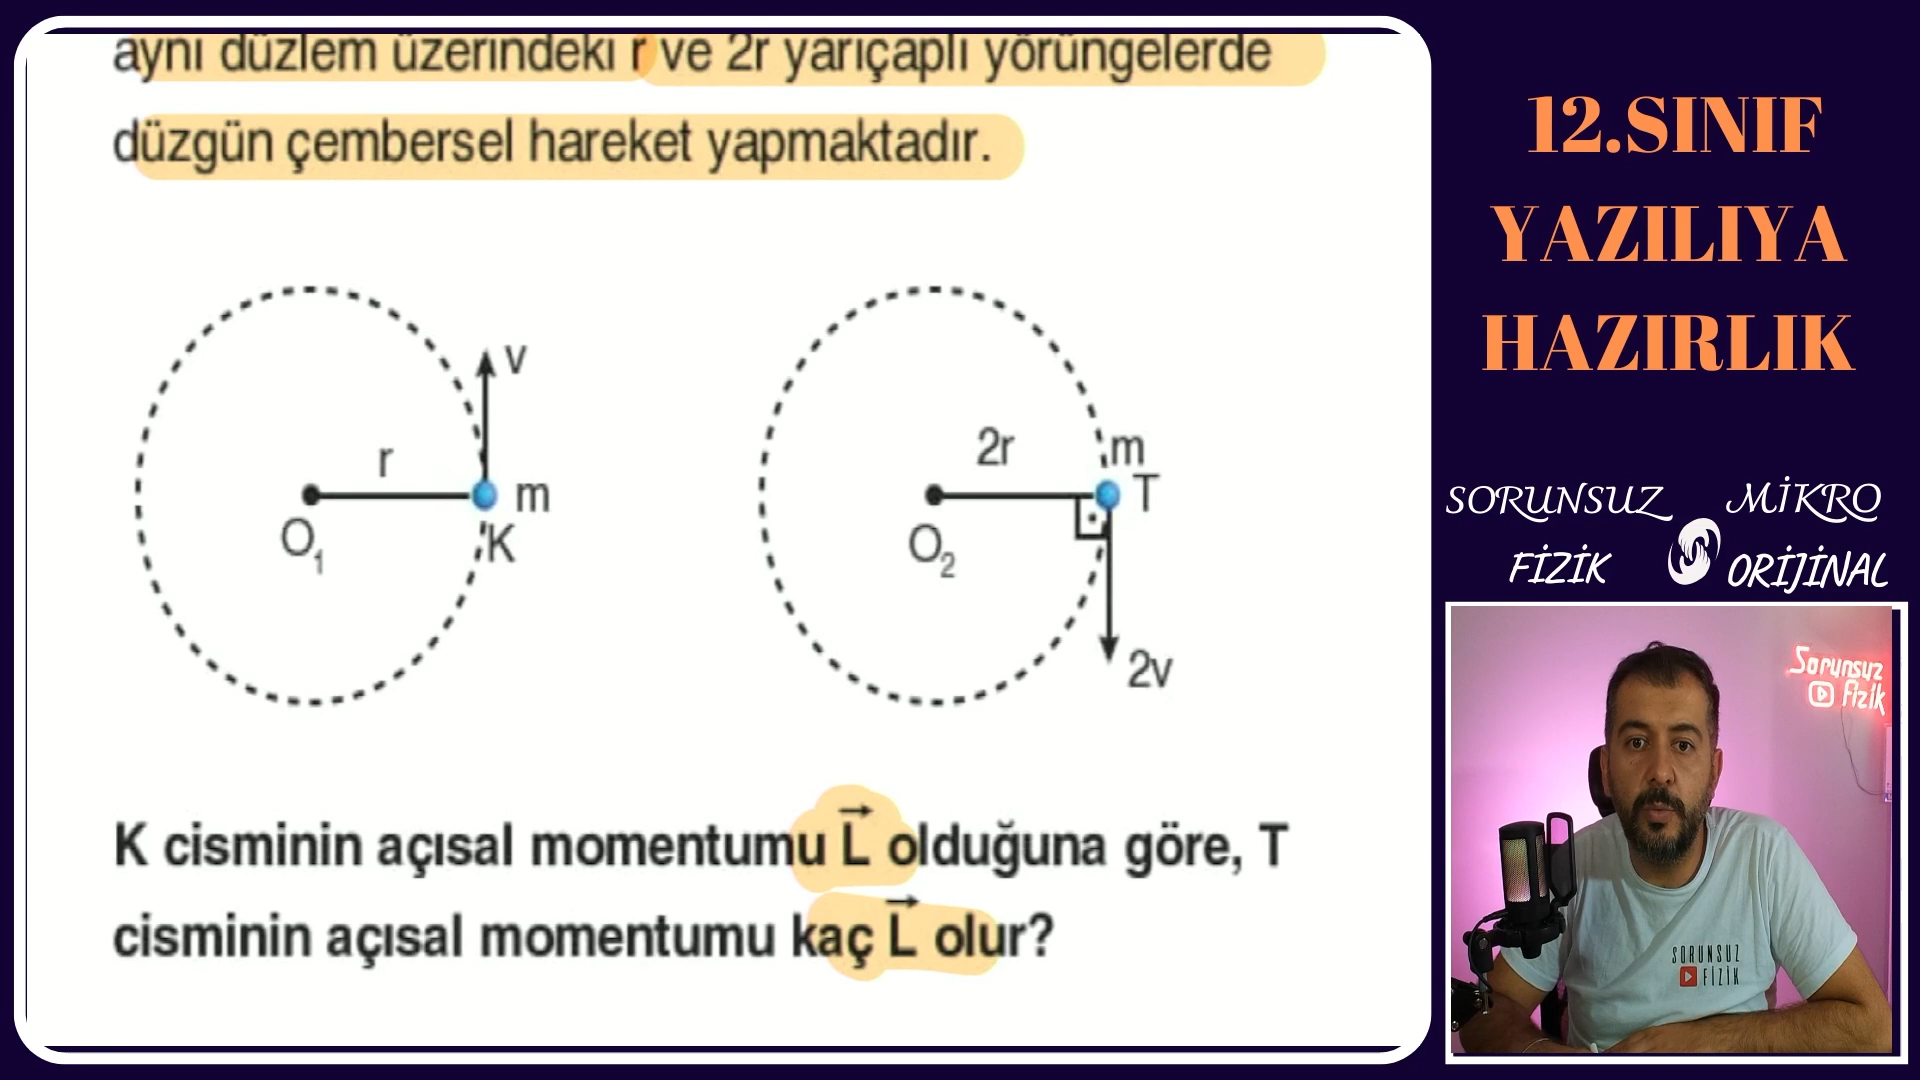 aynı düzlem üzerindeki r ve 2r yarıçaplı yörüngelerde
düzgün çembersel hareket yapmaktadır.
v
r
m
O1
K
2r
m
T
O2
2v
K cisminin açısal momentumu L olduğuna göre, T
cisminin açısal momentumu kaç L olur?
12.SINIF
YAZILIYA
HAZIRLIK
SORUNSUZ
FİZİK
MİKRO
ORİJİNAL
Sorunsuz
fizik
SORUNSUZ
FİZİK